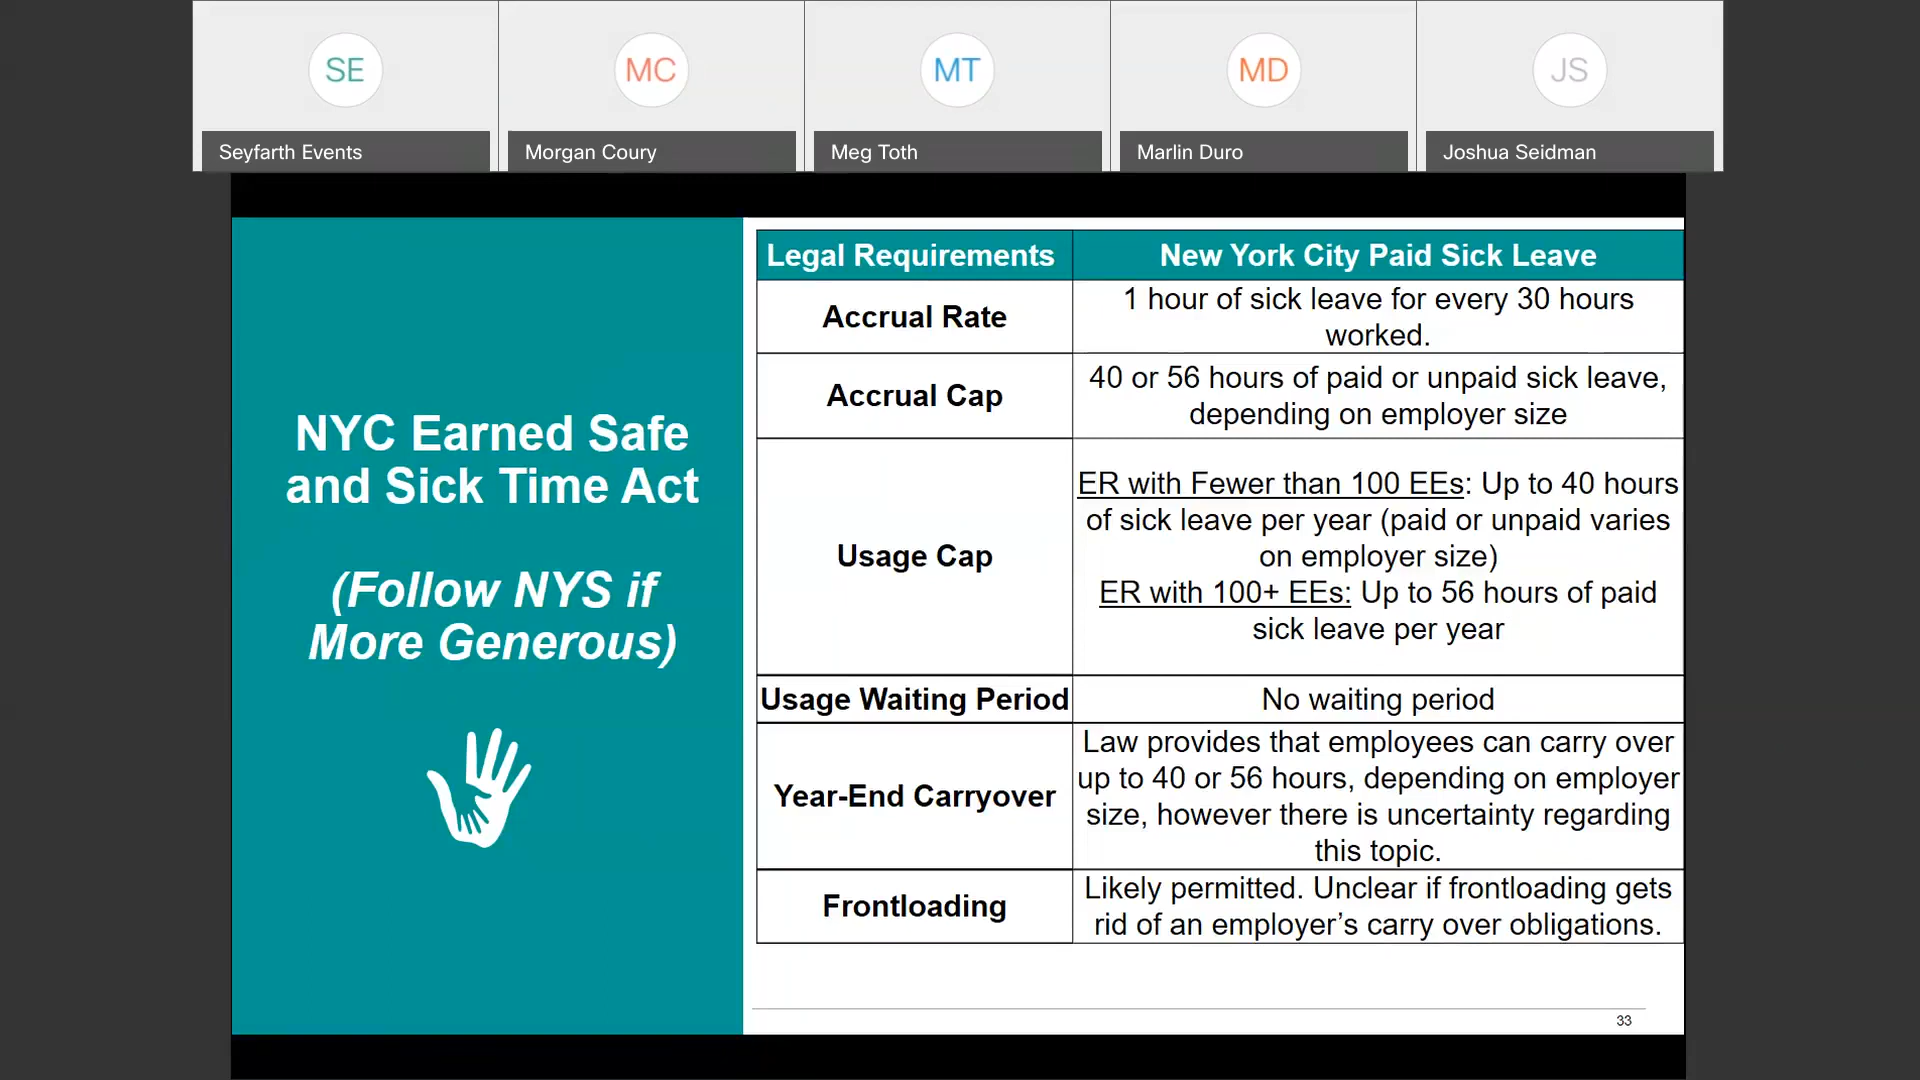 SE
MC
MT
MD
JS
Seyfarth Events
Morgan Coury
Meg Toth
Marlin Duro
Joshua Seidman
NYC Earned Safe
and Sick Time Act
(Follow NYS if
More Generous)
Legal Requirements
New York City Paid Sick Leave
Accrual Rate
1 hour of sick leave for every 30 hours
worked.
Accrual Cap
40 or 56 hours of paid or unpaid sick leave,
depending on employer size
Usage Cap
ER with Fewer than 100 EEs: Up to 40 hours
of sick leave per year (paid or unpaid varies
on employer size)
ER with 100+ EEs: Up to 56 hours of paid
sick leave per year
Usage Waiting Period
No waiting period
Year-End Carryover
Law provides that employees can carry over
up to 40 or 56 hours, depending on employer
size, however there is uncertainty regarding
this topic.
Frontloading
Likely permitted. Unclear if frontloading gets
rid of an employer’s carry over obligations.
33